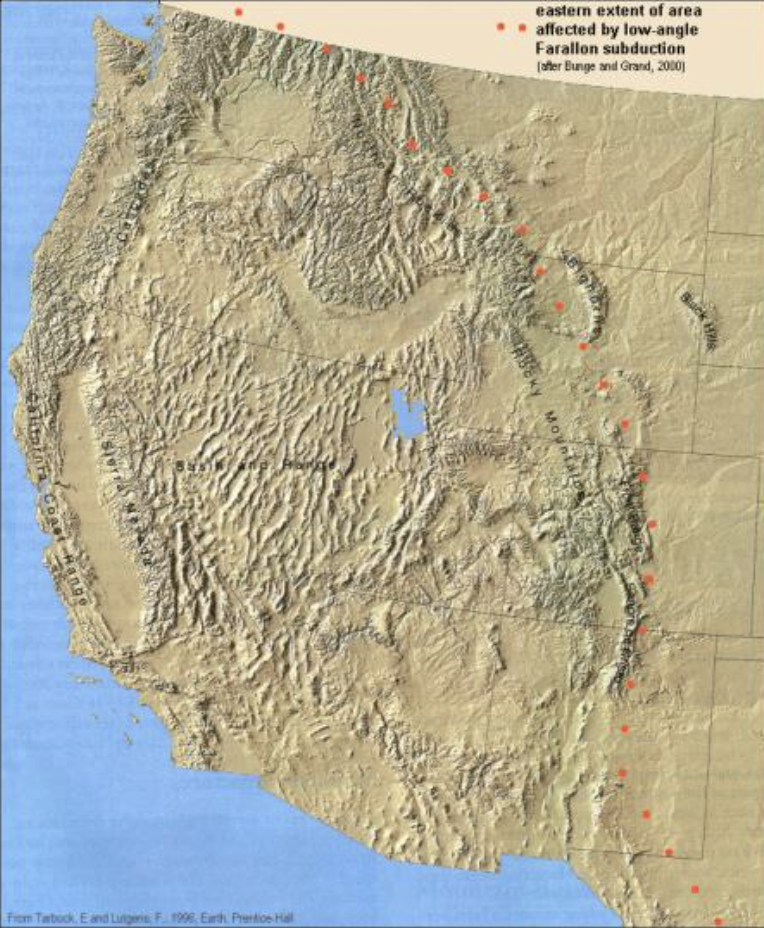 eastern extent of area
affected by low-angle
Farallon subduction
(after Bunge and Grand, 2000)
Cascades
Bighorns
Black Hills
Rocky Mountains
California Coast Range
Sierra Nevada
Basin and Range
From Tarbuck, E and Lutgens, F., 1996, Earth, Prentice-Hall